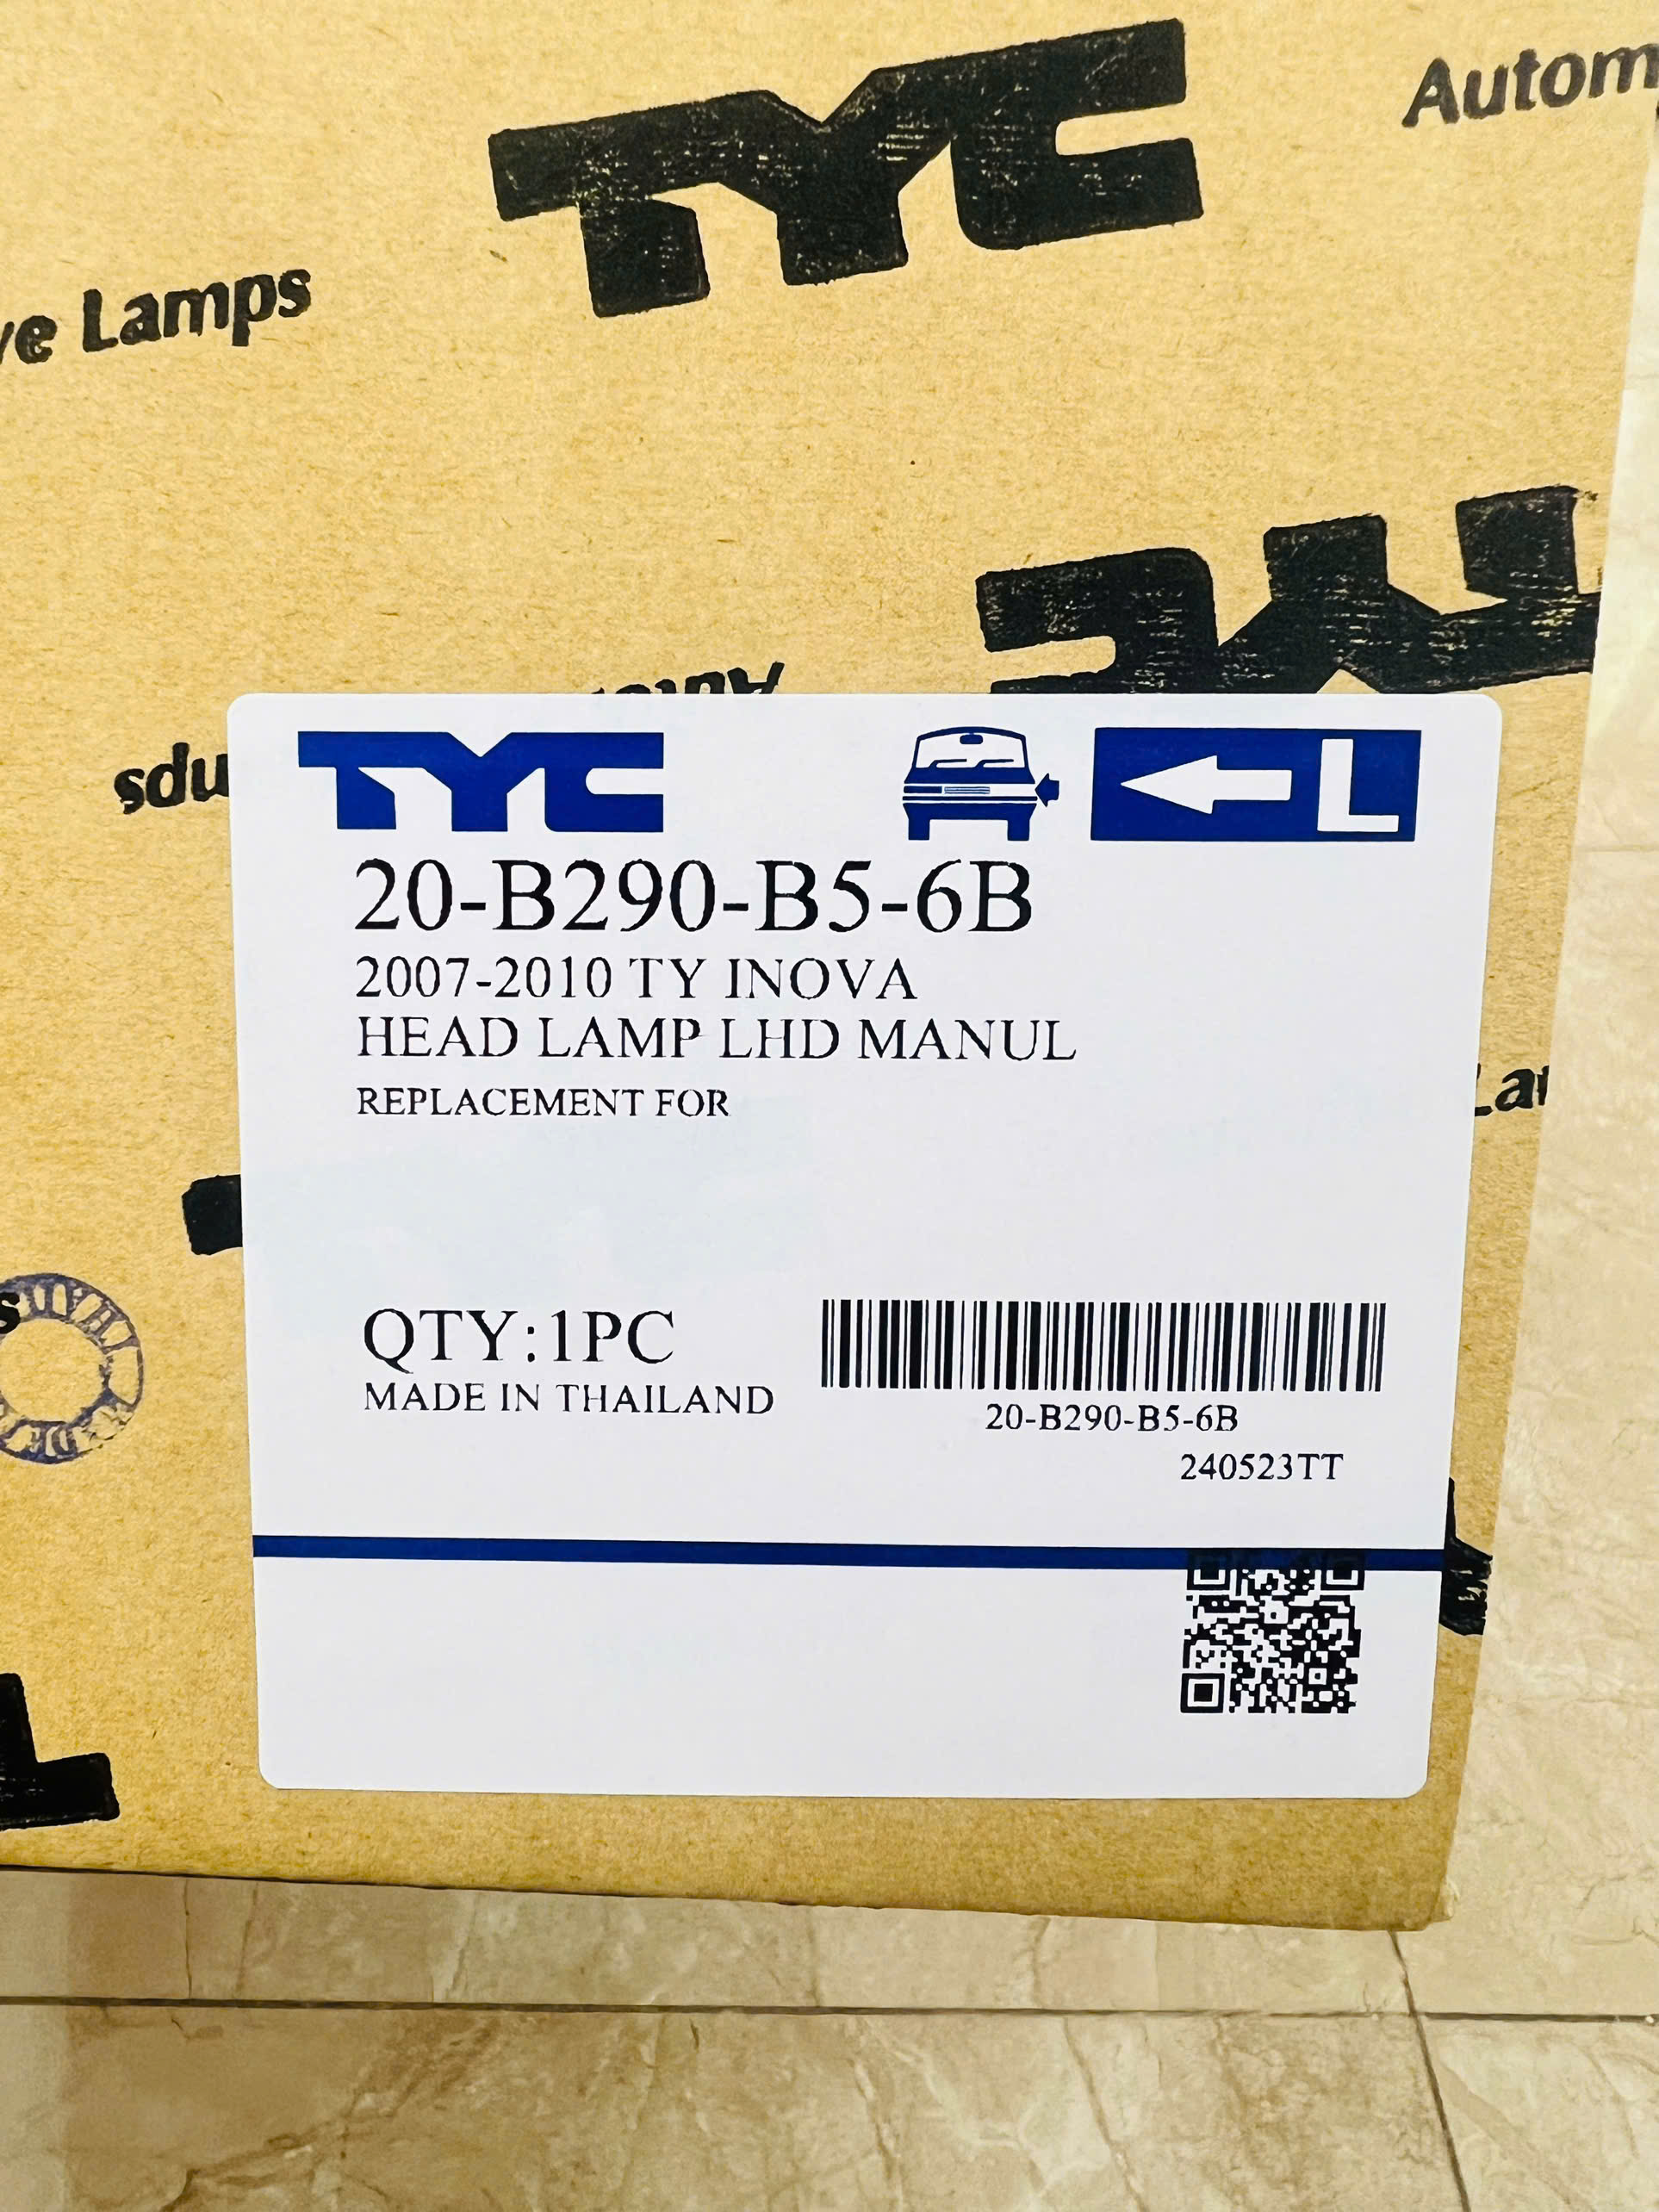 TYC
Autom
ve Lamps
TYC
TYC
L
20-B290-B5-6B
2007-2010 TY INOVA
HEAD LAMP LHD MANUL
REPLACEMENT FOR
QTY:1PC
MADE IN THAILAND
20-B290-B5-6B
240523TT